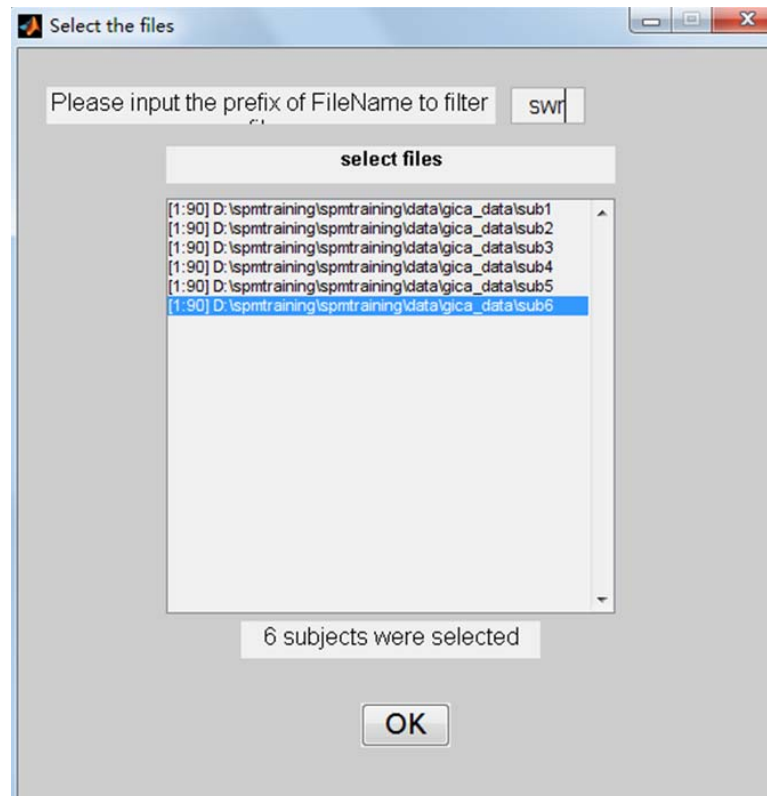 Select the files
Please input the prefix of FileName to filter
swr
select files
[1:90] D:\spmtraining\spmtraining\data\gica_data\sub1
[1:90] D:\spmtraining\spmtraining\data\gica_data\sub2
[1:90] D:\spmtraining\spmtraining\data\gica_data\sub3
[1:90] D:\spmtraining\spmtraining\data\gica_data\sub4
[1:90] D:\spmtraining\spmtraining\data\gica_data\sub5
[1:90] D:\spmtraining\spmtraining\data\gica_data\sub6
6 subjects were selected
OK